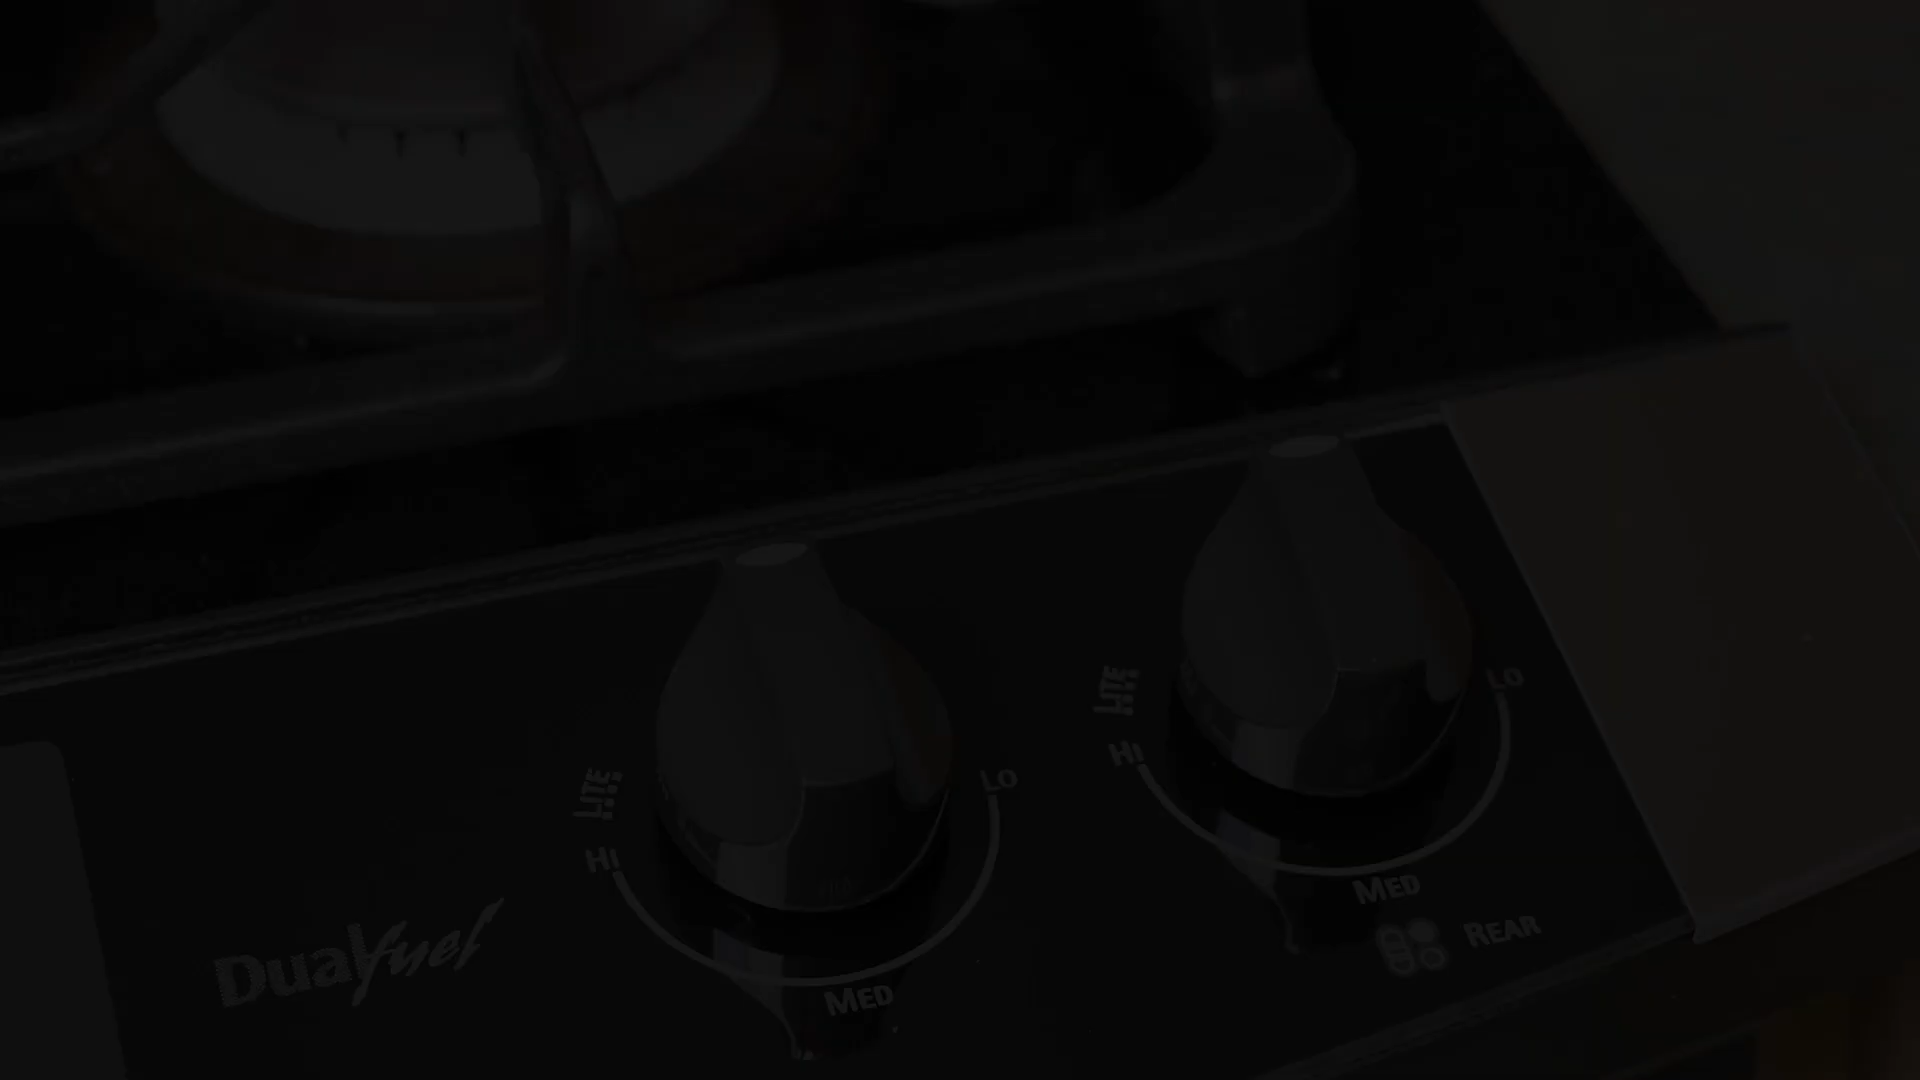 LITE
HI
LO
MED
REAR
LITE
HI
LO
MED
Dualfuel